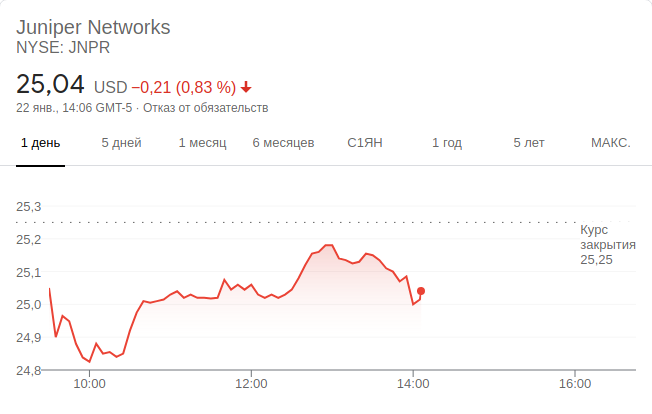 Juniper Networks
NYSE: JNPR
25,04 USD −0,21 (0,83 %)
22 янв., 14:06 GMT-5 · Отказ от обязательств
1 день 5 дней 1 месяц 6 месяцев С1ЯН 1 год 5 лет МАКС.
25,3
25,2
25,1
25,0
24,9
24,8
Курс
закрытия
25,25
10:00 12:00 14:00 16:00